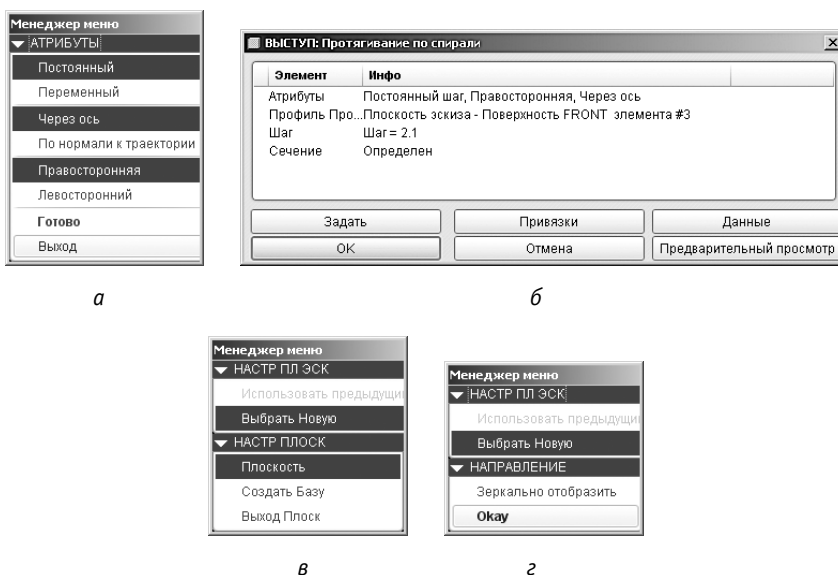 Менеджер меню
АТРИБУТЫ
Постоянный
Переменный
Через ось
По нормали к траектории
Правосторонняя
Левосторонний
Готово
Выход
а
ВЫСТУП: Протягивание по спирали
Элемент Инфо
Атрибуты Постоянный шаг, Правосторонняя, Через ось
Профиль Про...Плоскость эскиза - Поверхность FRONT элемента #3
Шаг Шаг = 2.1
Сечение Определен
Задать Привязки Данные
OK Отмена Предварительный просмотр
б
Менеджер меню
НАСТР ПЛ ЭСК
Использовать предыдущи
Выбрать Новую
НАСТР ПЛОСК
Плоскость
Создать Базу
Выход Плоск
в
Менеджер меню
НАСТР ПЛ ЭСК
Использовать предыдущи
Выбрать Новую
НАПРАВЛЕНИЕ
Зеркально отобразить
Okay
г